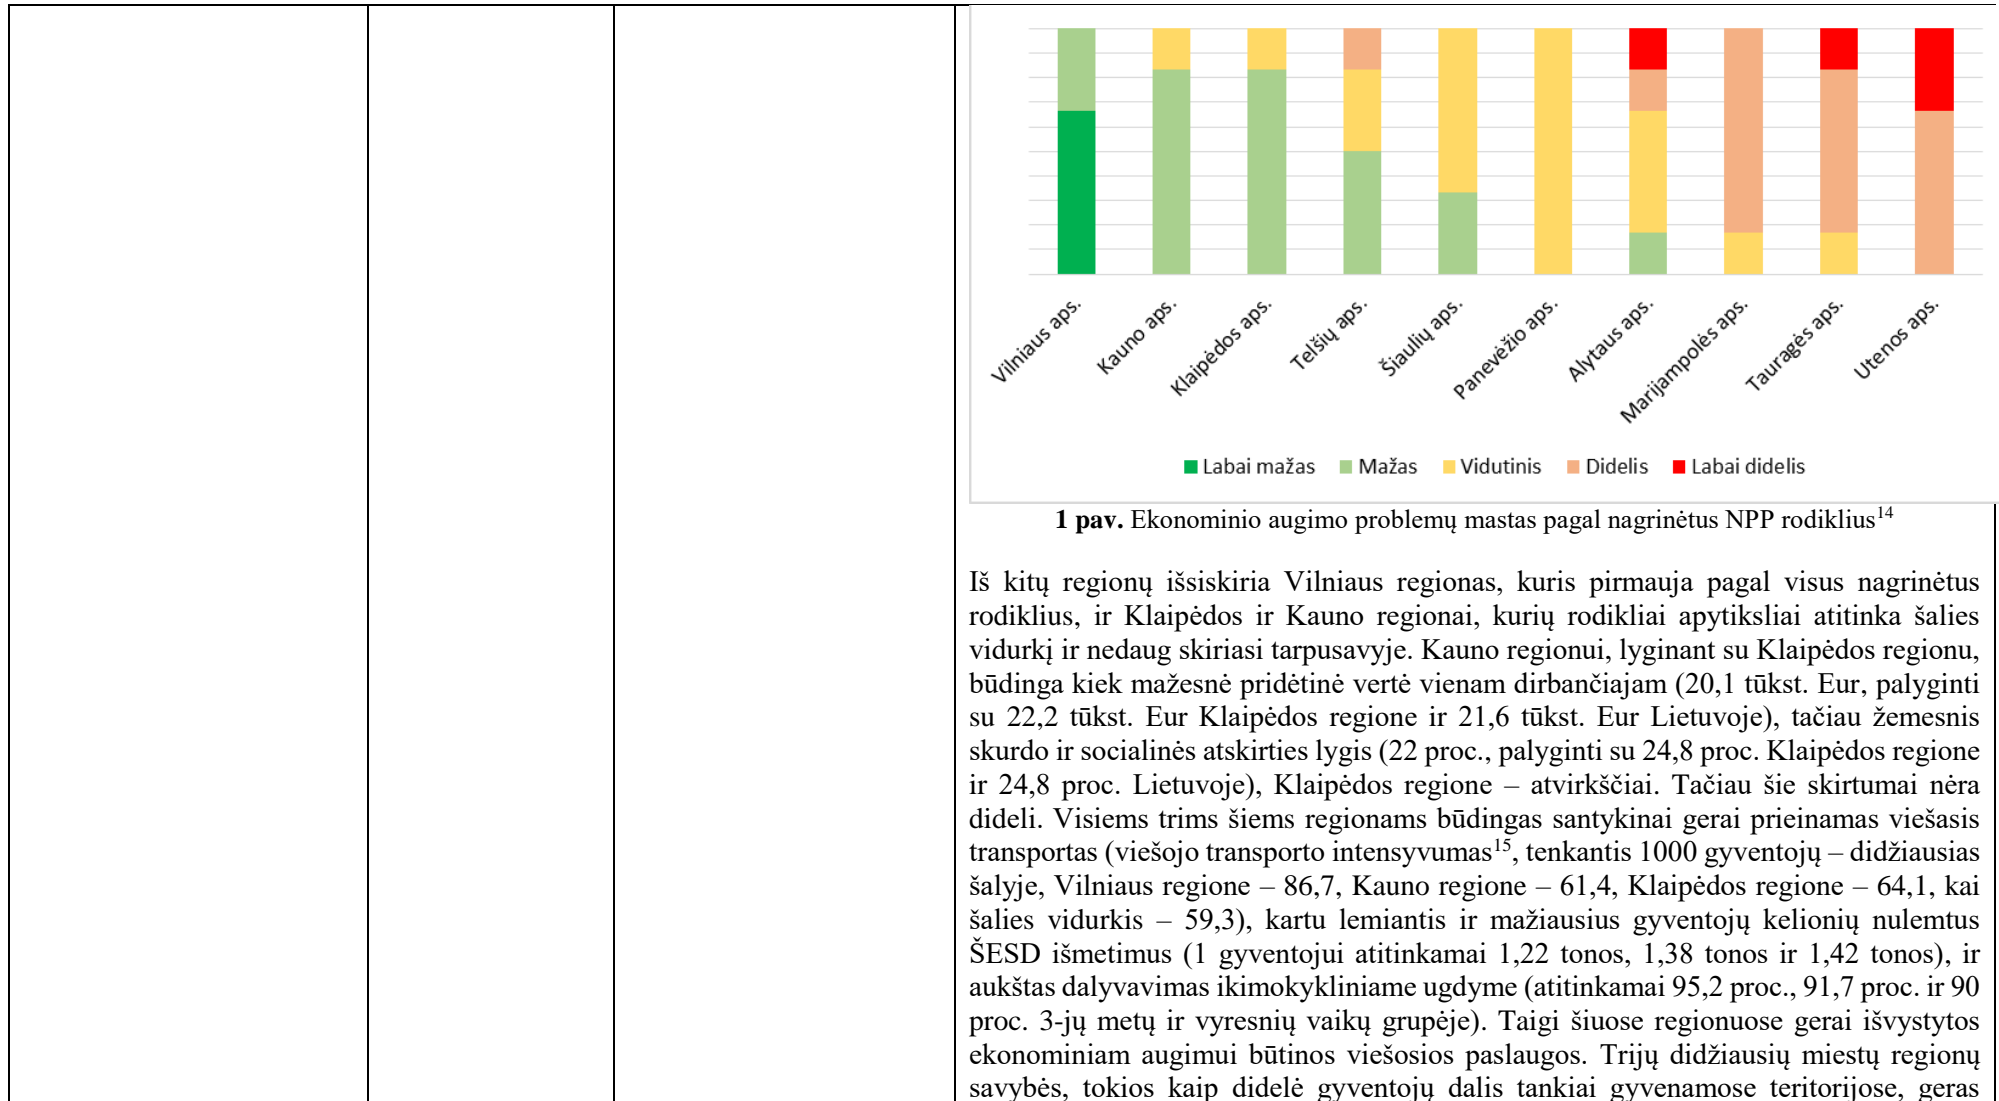 Vilniaus aps.
Kauno aps.
Klaipėdos aps.
Telšių aps.
Šiaulių aps.
Panevėžio aps.
Alytaus aps.
Marijampolės aps.
Tauragės aps.
Utenos aps.
Labai mažas Mažas Vidutinis Didelis Labai didelis
1 pav. Ekonominio augimo problemų mastas pagal nagrinėtus NPP rodiklius14
Iš kitų regionų išsiskiria Vilniaus regionas, kuris pirmauja pagal visus nagrinėtus
rodiklius, ir Klaipėdos ir Kauno regionai, kurių rodikliai apytiksliai atitinka šalies
vidurkį ir nedaug skiriasi tarpusavyje. Kauno regionui, lyginant su Klaipėdos regionu,
būdinga kiek mažesnė pridėtinė vertė vienam dirbančiajam (20,1 tūkst. Eur, palyginti
su 22,2 tūkst. Eur Klaipėdos regione ir 21,6 tūkst. Eur Lietuvoje), tačiau žemesnis
skurdo ir socialinės atskirties lygis (22 proc., palyginti su 24,8 proc. Klaipėdos regione
ir 24,8 proc. Lietuvoje), Klaipėdos regione – atvirkščiai. Tačiau šie skirtumai nėra
dideli. Visiems trims šiems regionams būdingas santykinai gerai prieinamas viešasis
transportas (viešojo transporto intensyvumas15, tenkantis 1000 gyventojų – didžiausias
šalyje, Vilniaus regione – 86,7, Kauno regione – 61,4, Klaipėdos regione – 64,1, kai
šalies vidurkis – 59,3), kartu lemiantis ir mažiausius gyventojų kelionių nulemtus
ŠESD išmetimus (1 gyventojui atitinkamai 1,22 tonos, 1,38 tonos ir 1,42 tonos), ir
aukštas dalyvavimas ikimokykliniame ugdyme (atitinkamai 95,2 proc., 91,7 proc. ir 90
proc. 3-jų metų ir vyresnių vaikų grupėje). Taigi šiuose regionuose gerai išvystytos
ekonominiam augimui būtinos viešosios paslaugos. Trijų didžiausių miestų regionų
savybės, tokios kaip didelė gyventojų dalis tankiai gyvenamose teritorijose, geras